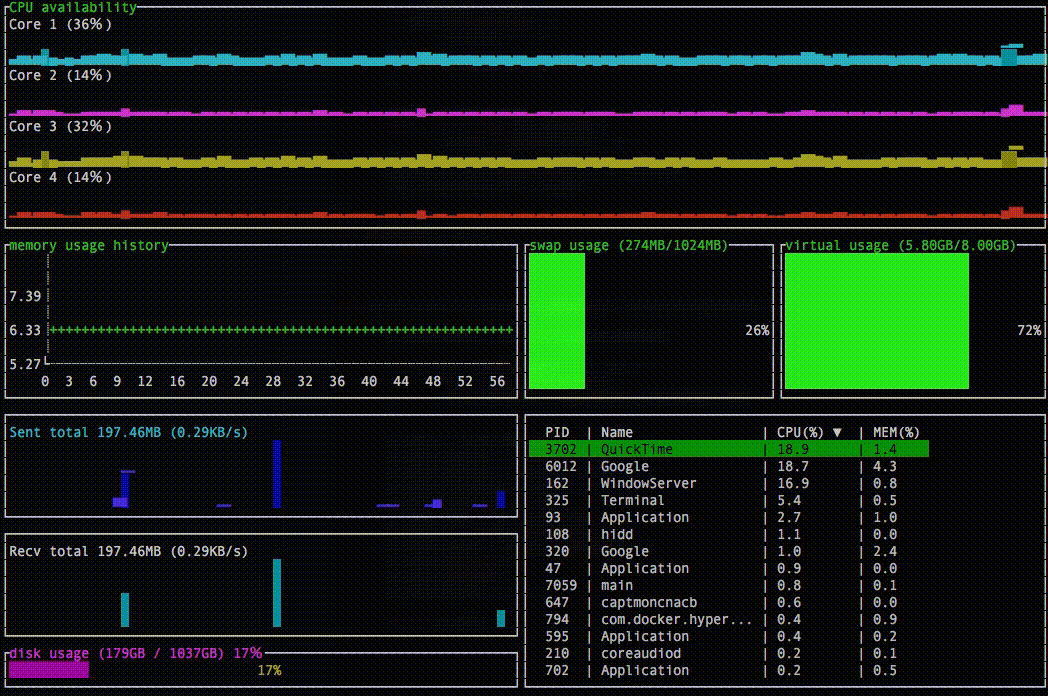 CPU availability
Core 1 (36%)
Core 2 (14%)
Core 3 (32%)
Core 4 (14%)
memory usage history
7.39
6.33
5.27
0 3 6 9 12 16 20 24 28 32 36 40 44 48 52 56
swap usage (274MB/1024MB)
26%
virtual usage (5.80GB/8.00GB)
72%
Sent total 197.46MB (0.29KB/s)
Recv total 197.46MB (0.29KB/s)
disk usage (179GB / 1037GB) 17%
17%
PID | Name | CPU(%) ▼ | MEM(%)
3702 | QuickTime | 18.9 | 1.4
6012 | Google | 18.7 | 4.3
162 | WindowServer | 16.9 | 0.8
325 | Terminal | 5.4 | 0.5
93 | Application | 2.7 | 1.0
108 | hidd | 1.1 | 0.0
320 | Google | 1.0 | 2.4
47 | Application | 0.9 | 0.0
7059 | main | 0.8 | 0.1
647 | captmoncnacb | 0.6 | 0.0
794 | com.docker.hyper... | 0.4 | 0.9
595 | Application | 0.4 | 0.2
210 | coreaudiod | 0.2 | 0.1
702 | Application | 0.2 | 0.5